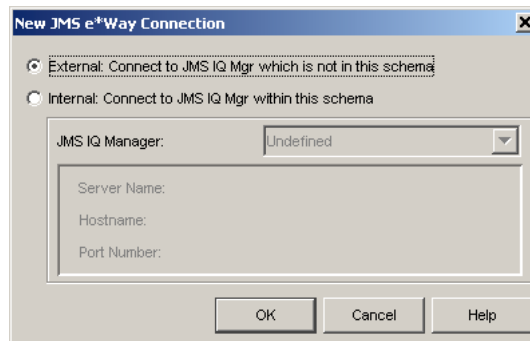 New JMS e*Way Connection
External: Connect to JMS IQ Mgr which is not in this schema
Internal: Connect to JMS IQ Mgr within this schema
JMS IQ Manager: Undefined
Server Name:
Hostname:
Port Number:
OK Cancel Help